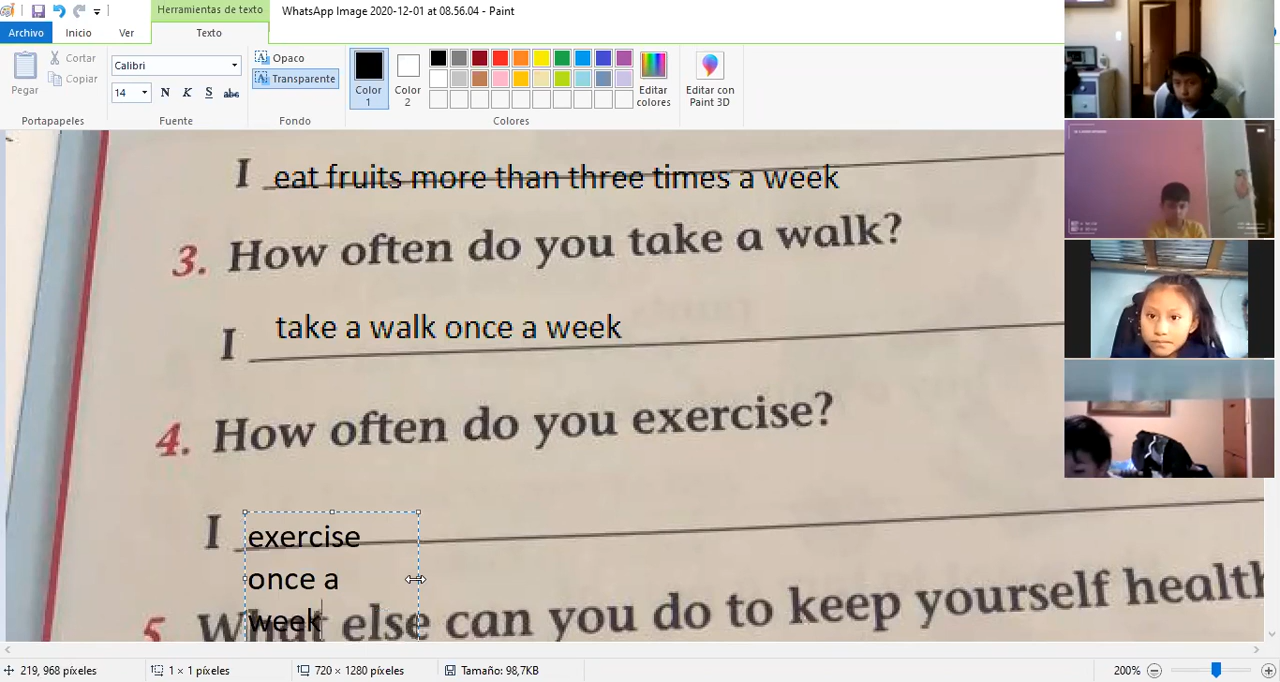 Herramientas de texto
WhatsApp Image 2020-12-01 at 08.56.04 - Paint
Archivo
Inicio
Ver
Texto
Pegar
Cortar
Copiar
Portapapeles
Calibri
14
N K S abc
Fuente
Opaco
Transparente
Fondo
Color 1
Color 2
Editar colores
Colores
Editar con Paint 3D
I eat fruits more than three times a week
3. How often do you take a walk?
I take a walk once a week
4. How often do you exercise?
I exercise
once a
week
5 What else can you do to keep yourself health
219, 968 píxeles
1 × 1 píxeles
720 × 1280 píxeles
Tamaño: 98,7KB
200%